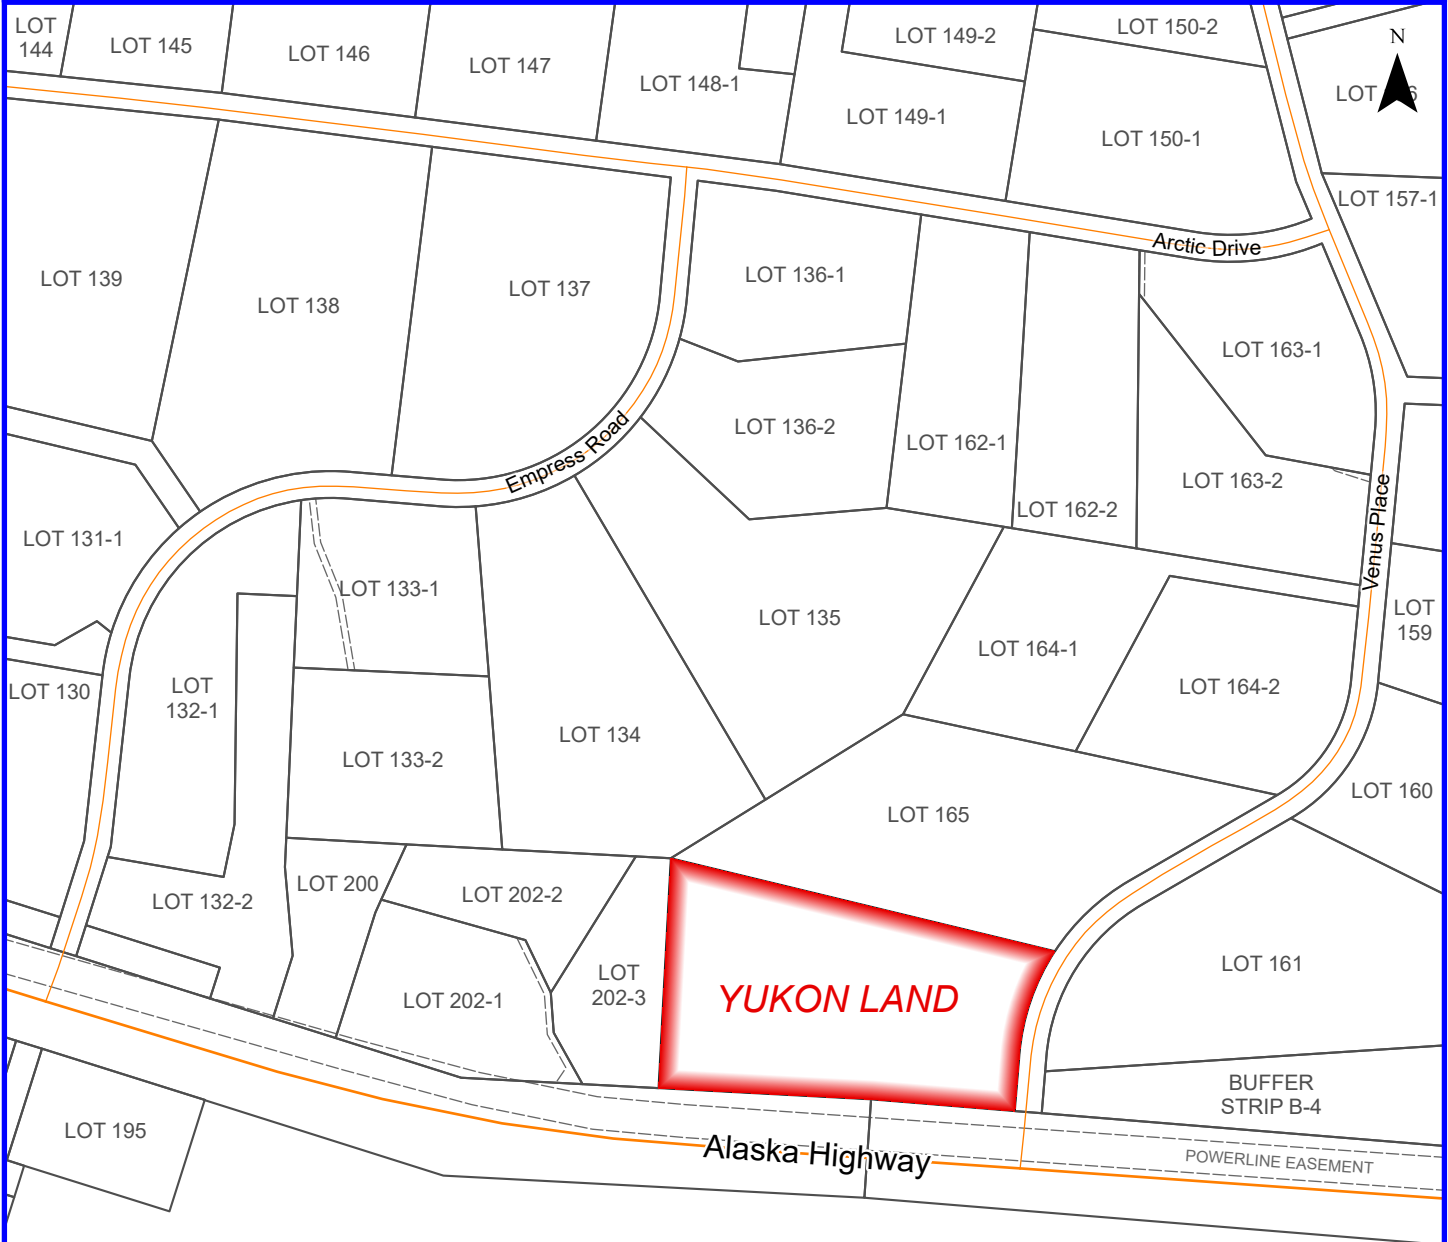 LOT
144
LOT 145
LOT 146
LOT 147
LOT 148-1
LOT 149-2
LOT 149-1
LOT 150-2
LOT 150-1
N
LOT
6
LOT 157-1
Arctic Drive
LOT 139
LOT 138
LOT 137
LOT 136-1
LOT 163-1
LOT 136-2
LOT 162-1
LOT 162-2
LOT 163-2
Empress Road
Venus Place
LOT 131-1
LOT 133-1
LOT 135
LOT 164-1
LOT
159
LOT 130
LOT
132-1
LOT 164-2
LOT 134
LOT 133-2
LOT 165
LOT 160
LOT 200
LOT 202-2
LOT 132-2
LOT 202-1
LOT
202-3
YUKON LAND
LOT 161
BUFFER
STRIP B-4
LOT 195
Alaska Highway
POWERLINE EASEMENT